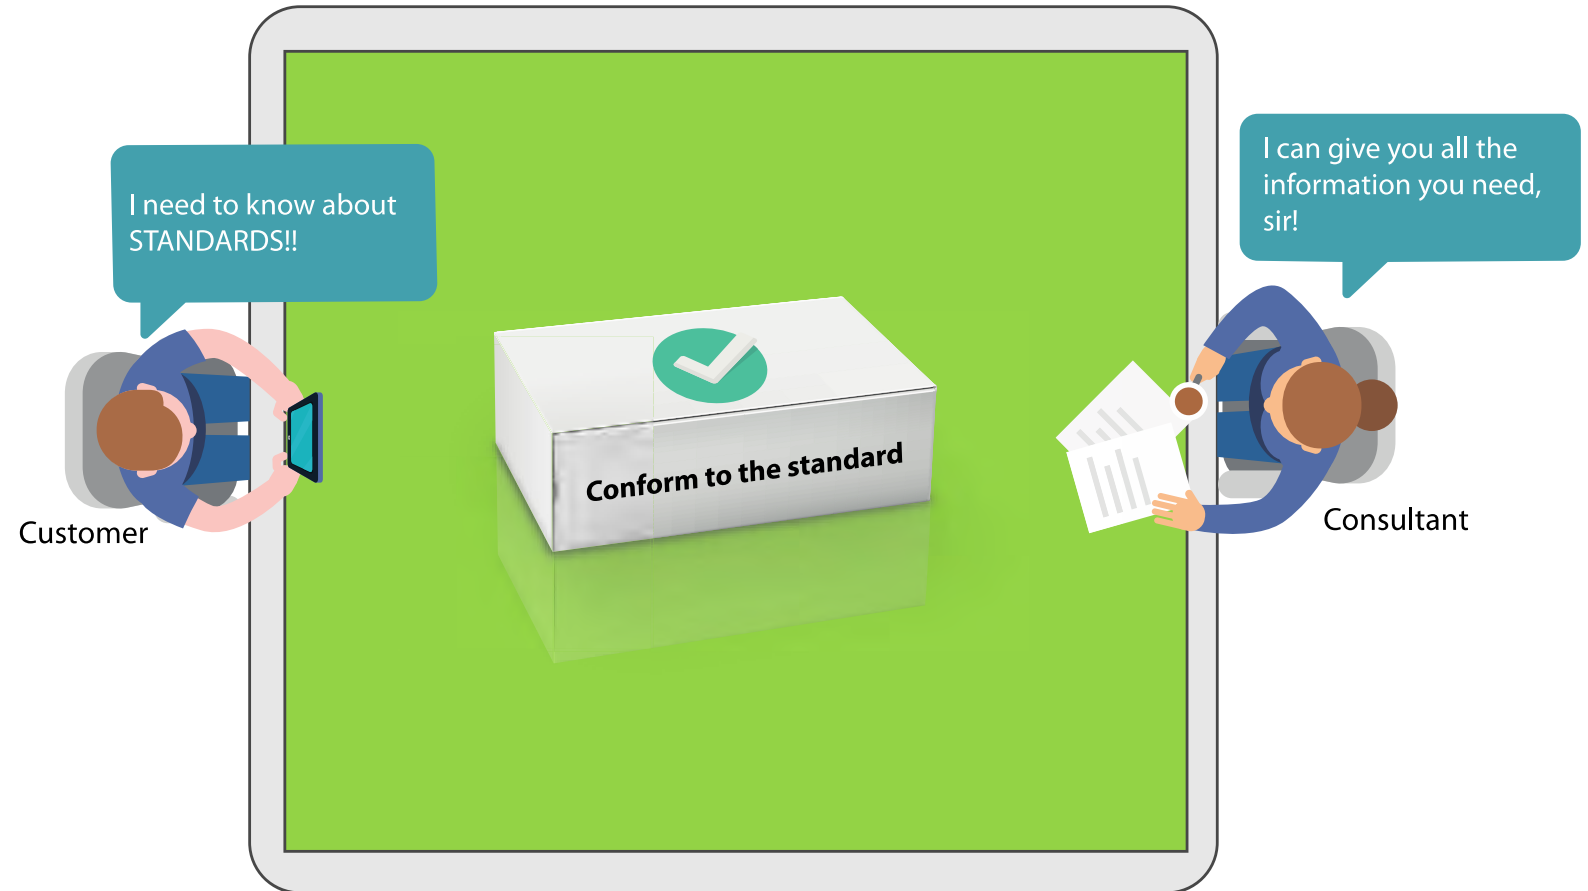 I need to know about
STANDARDS!!
I can give you all the
information you need,
sir!
Conform to the standard
Customer
Consultant